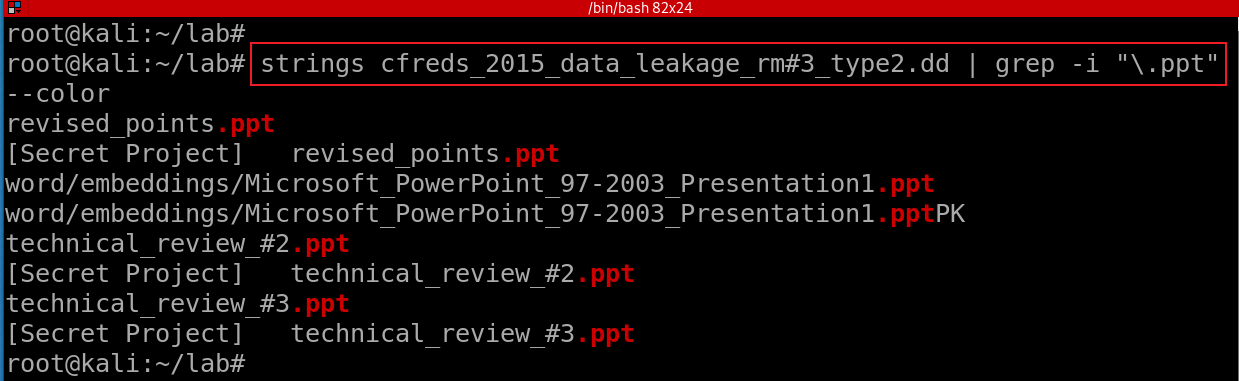 /bin/bash 82x24
root@kali:~/lab#
root@kali:~/lab# strings cfreds_2015_data_leakage_rm#3_type2.dd | grep -i "\.ppt"
--color
revised_points.ppt
[Secret Project]   revised_points.ppt
word/embeddings/Microsoft_PowerPoint_97-2003_Presentation1.ppt
word/embeddings/Microsoft_PowerPoint_97-2003_Presentation1.pptPK
technical_review_#2.ppt
[Secret Project]   technical_review_#2.ppt
technical_review_#3.ppt
[Secret Project]   technical_review_#3.ppt
root@kali:~/lab#